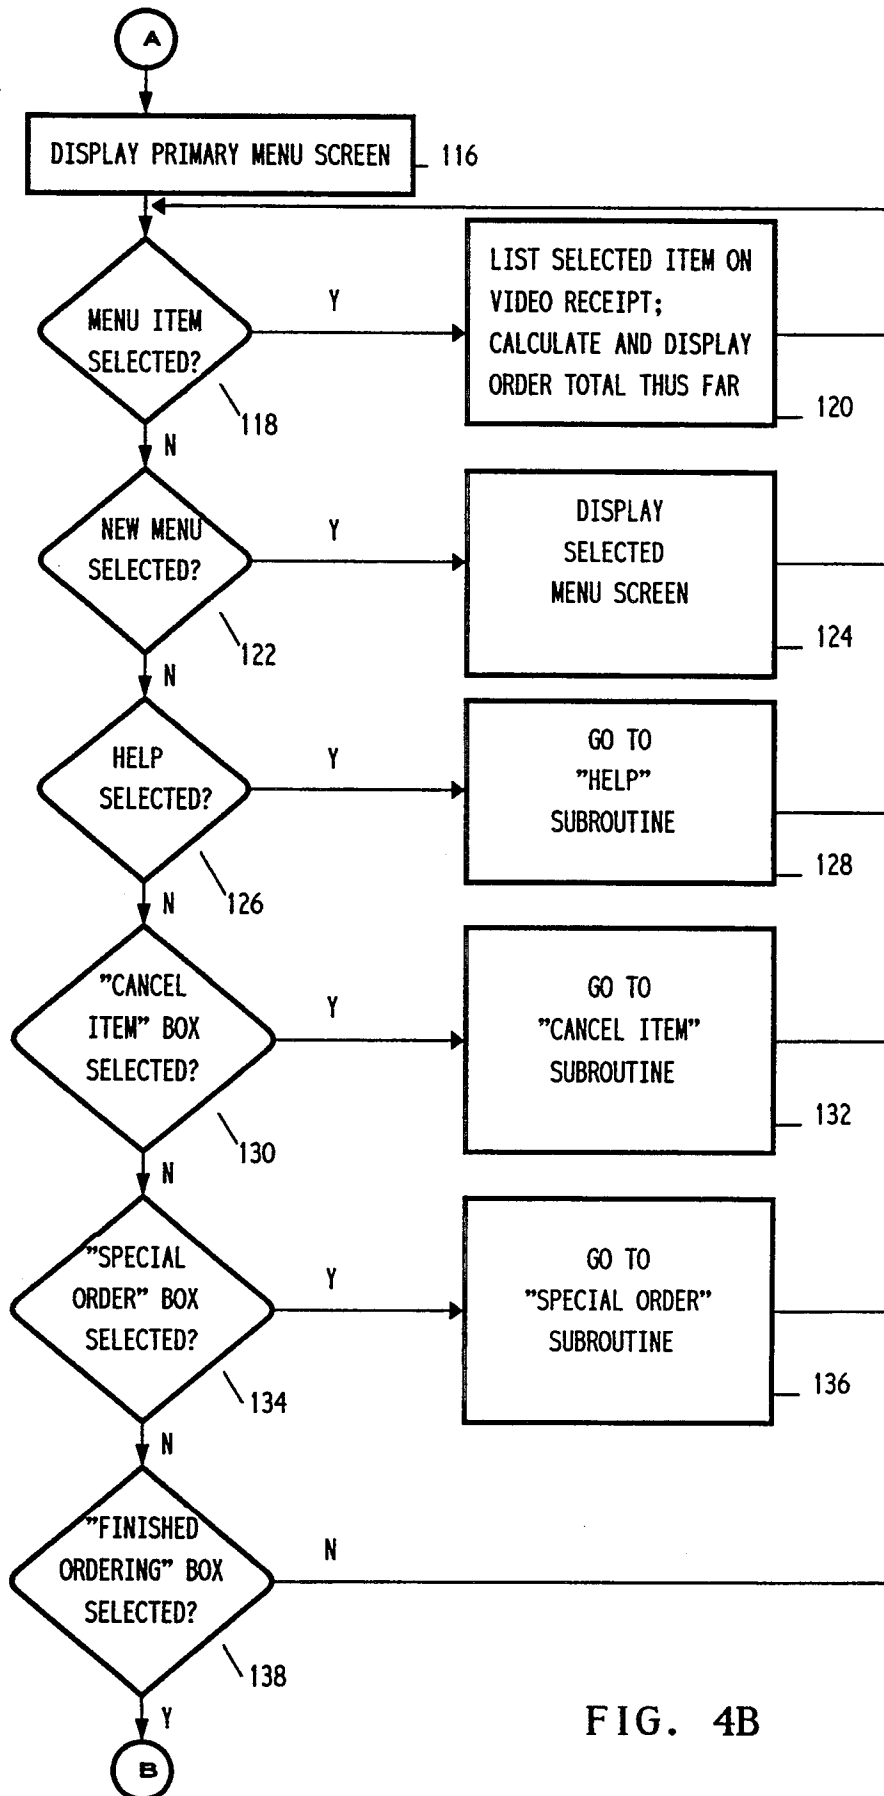 A
DISPLAY PRIMARY MENU SCREEN
116
MENU ITEM
SELECTED?
118
Y
N
LIST SELECTED ITEM ON
VIDEO RECEIPT;
CALCULATE AND DISPLAY
ORDER TOTAL THUS FAR
120
NEW MENU
SELECTED?
122
Y
N
DISPLAY
SELECTED
MENU SCREEN
124
HELP
SELECTED?
126
Y
N
GO TO
"HELP"
SUBROUTINE
128
"CANCEL
ITEM" BOX
SELECTED?
130
Y
N
GO TO
"CANCEL ITEM"
SUBROUTINE
132
"SPECIAL
ORDER" BOX
SELECTED?
134
Y
N
GO TO
"SPECIAL ORDER"
SUBROUTINE
136
"FINISHED
ORDERING" BOX
SELECTED?
138
N
Y
B
FIG. 4B